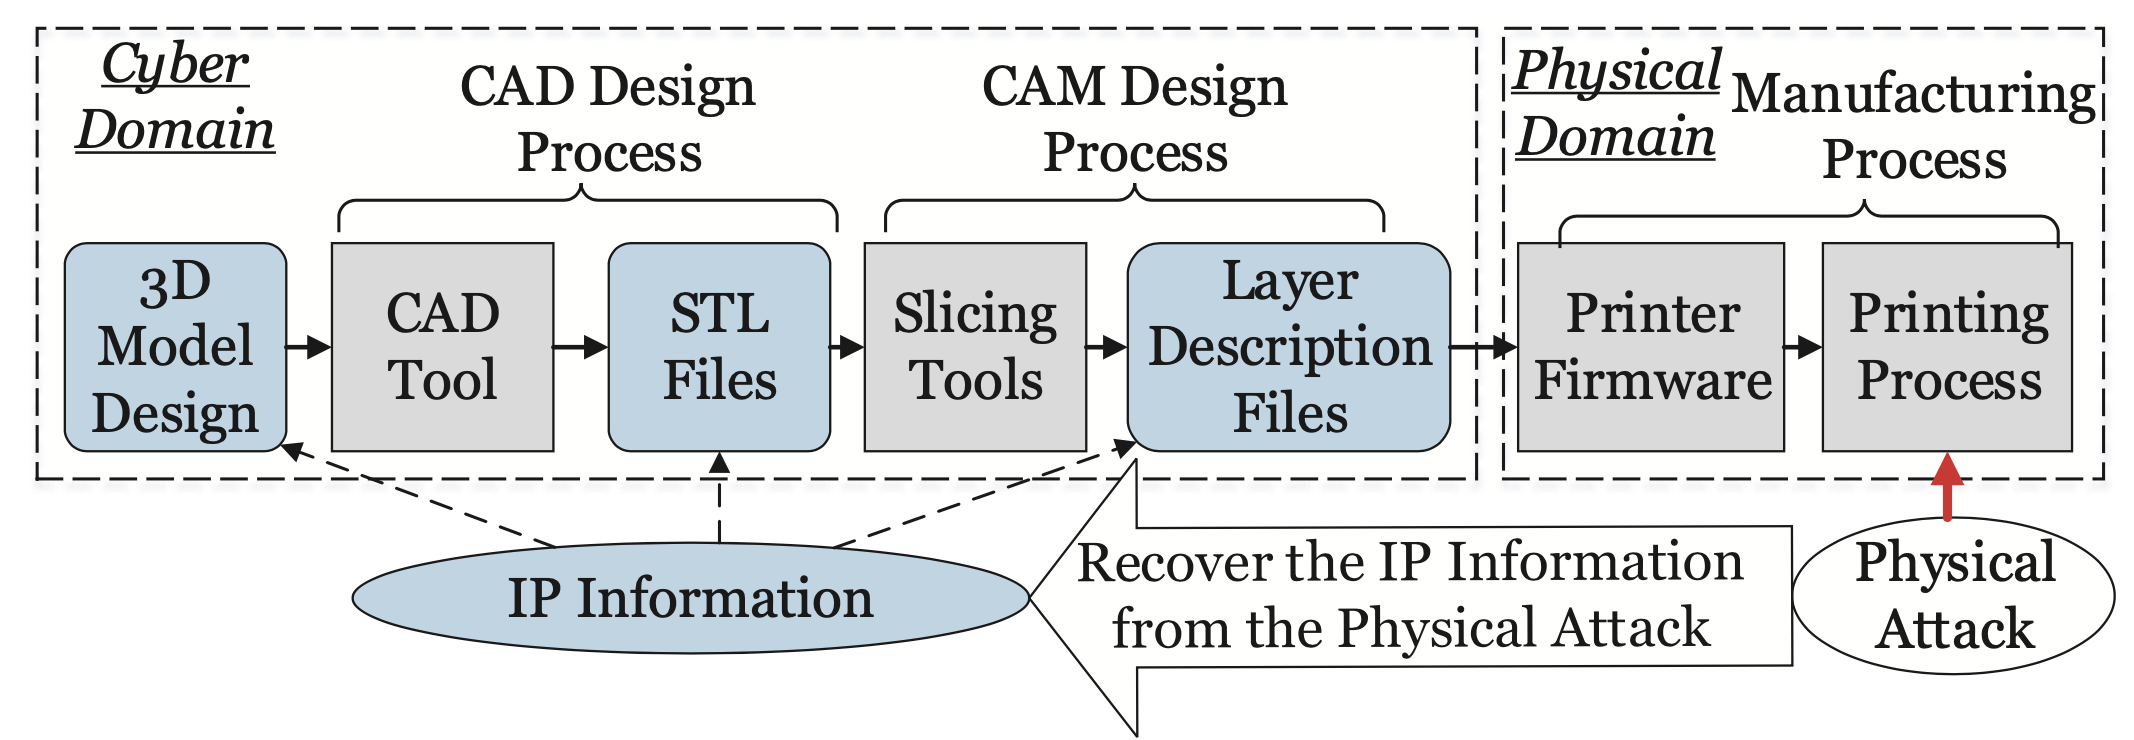 Cyber
Domain
CAD Design
Process
CAM Design
Process
Physical
Domain
Manufacturing
Process
3D
Model
Design
CAD
Tool
STL
Files
Slicing
Tools
Layer
Description
Files
Printer
Firmware
Printing
Process
IP Information
Recover the IP Information
from the Physical Attack
Physical
Attack